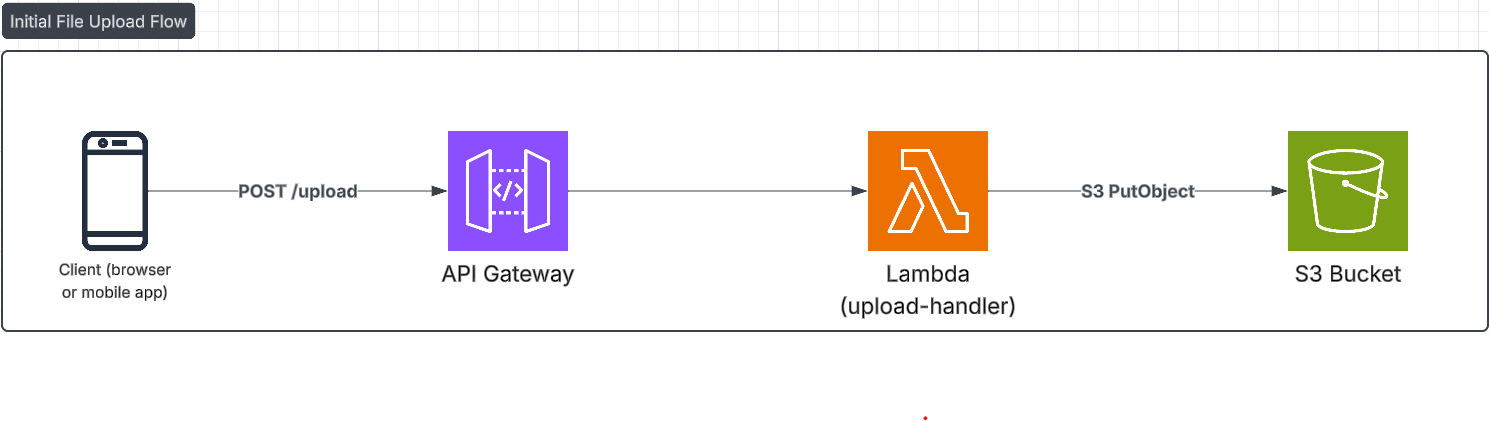 Initial File Upload Flow
POST /upload
S3 PutObject
</>
Client (browser
or mobile app)
API Gateway
Lambda
(upload-handler)
S3 Bucket